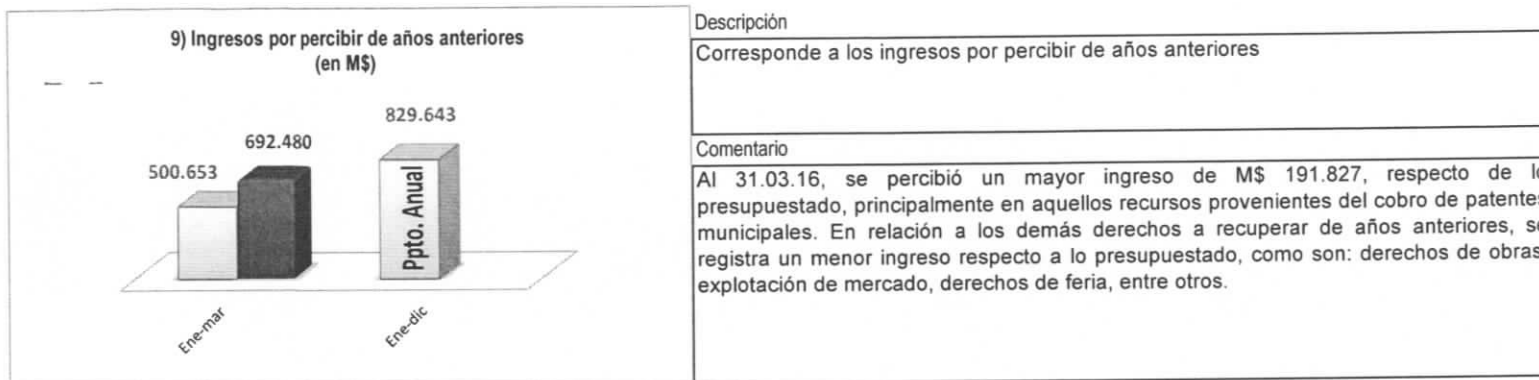 9) Ingresos por percibir de años anteriores
(en M$)
829.643
692.480
500.653
Ppto. Anual
Ene-mar
Ene-dic
Descripción
Corresponde a los ingresos por percibir de años anteriores
Comentario
Al 31.03.16, se percibió un mayor ingreso de M$ 191.827, respecto de
presupuestado, principalmente en aquellos recursos provenientes del cobro de patentes
municipales. En relación a los demás derechos a recuperar de años anteriores,
registra un menor ingreso respecto a lo presupuestado, como son: derechos de obras
explotación de mercado, derechos de feria, entre otros.